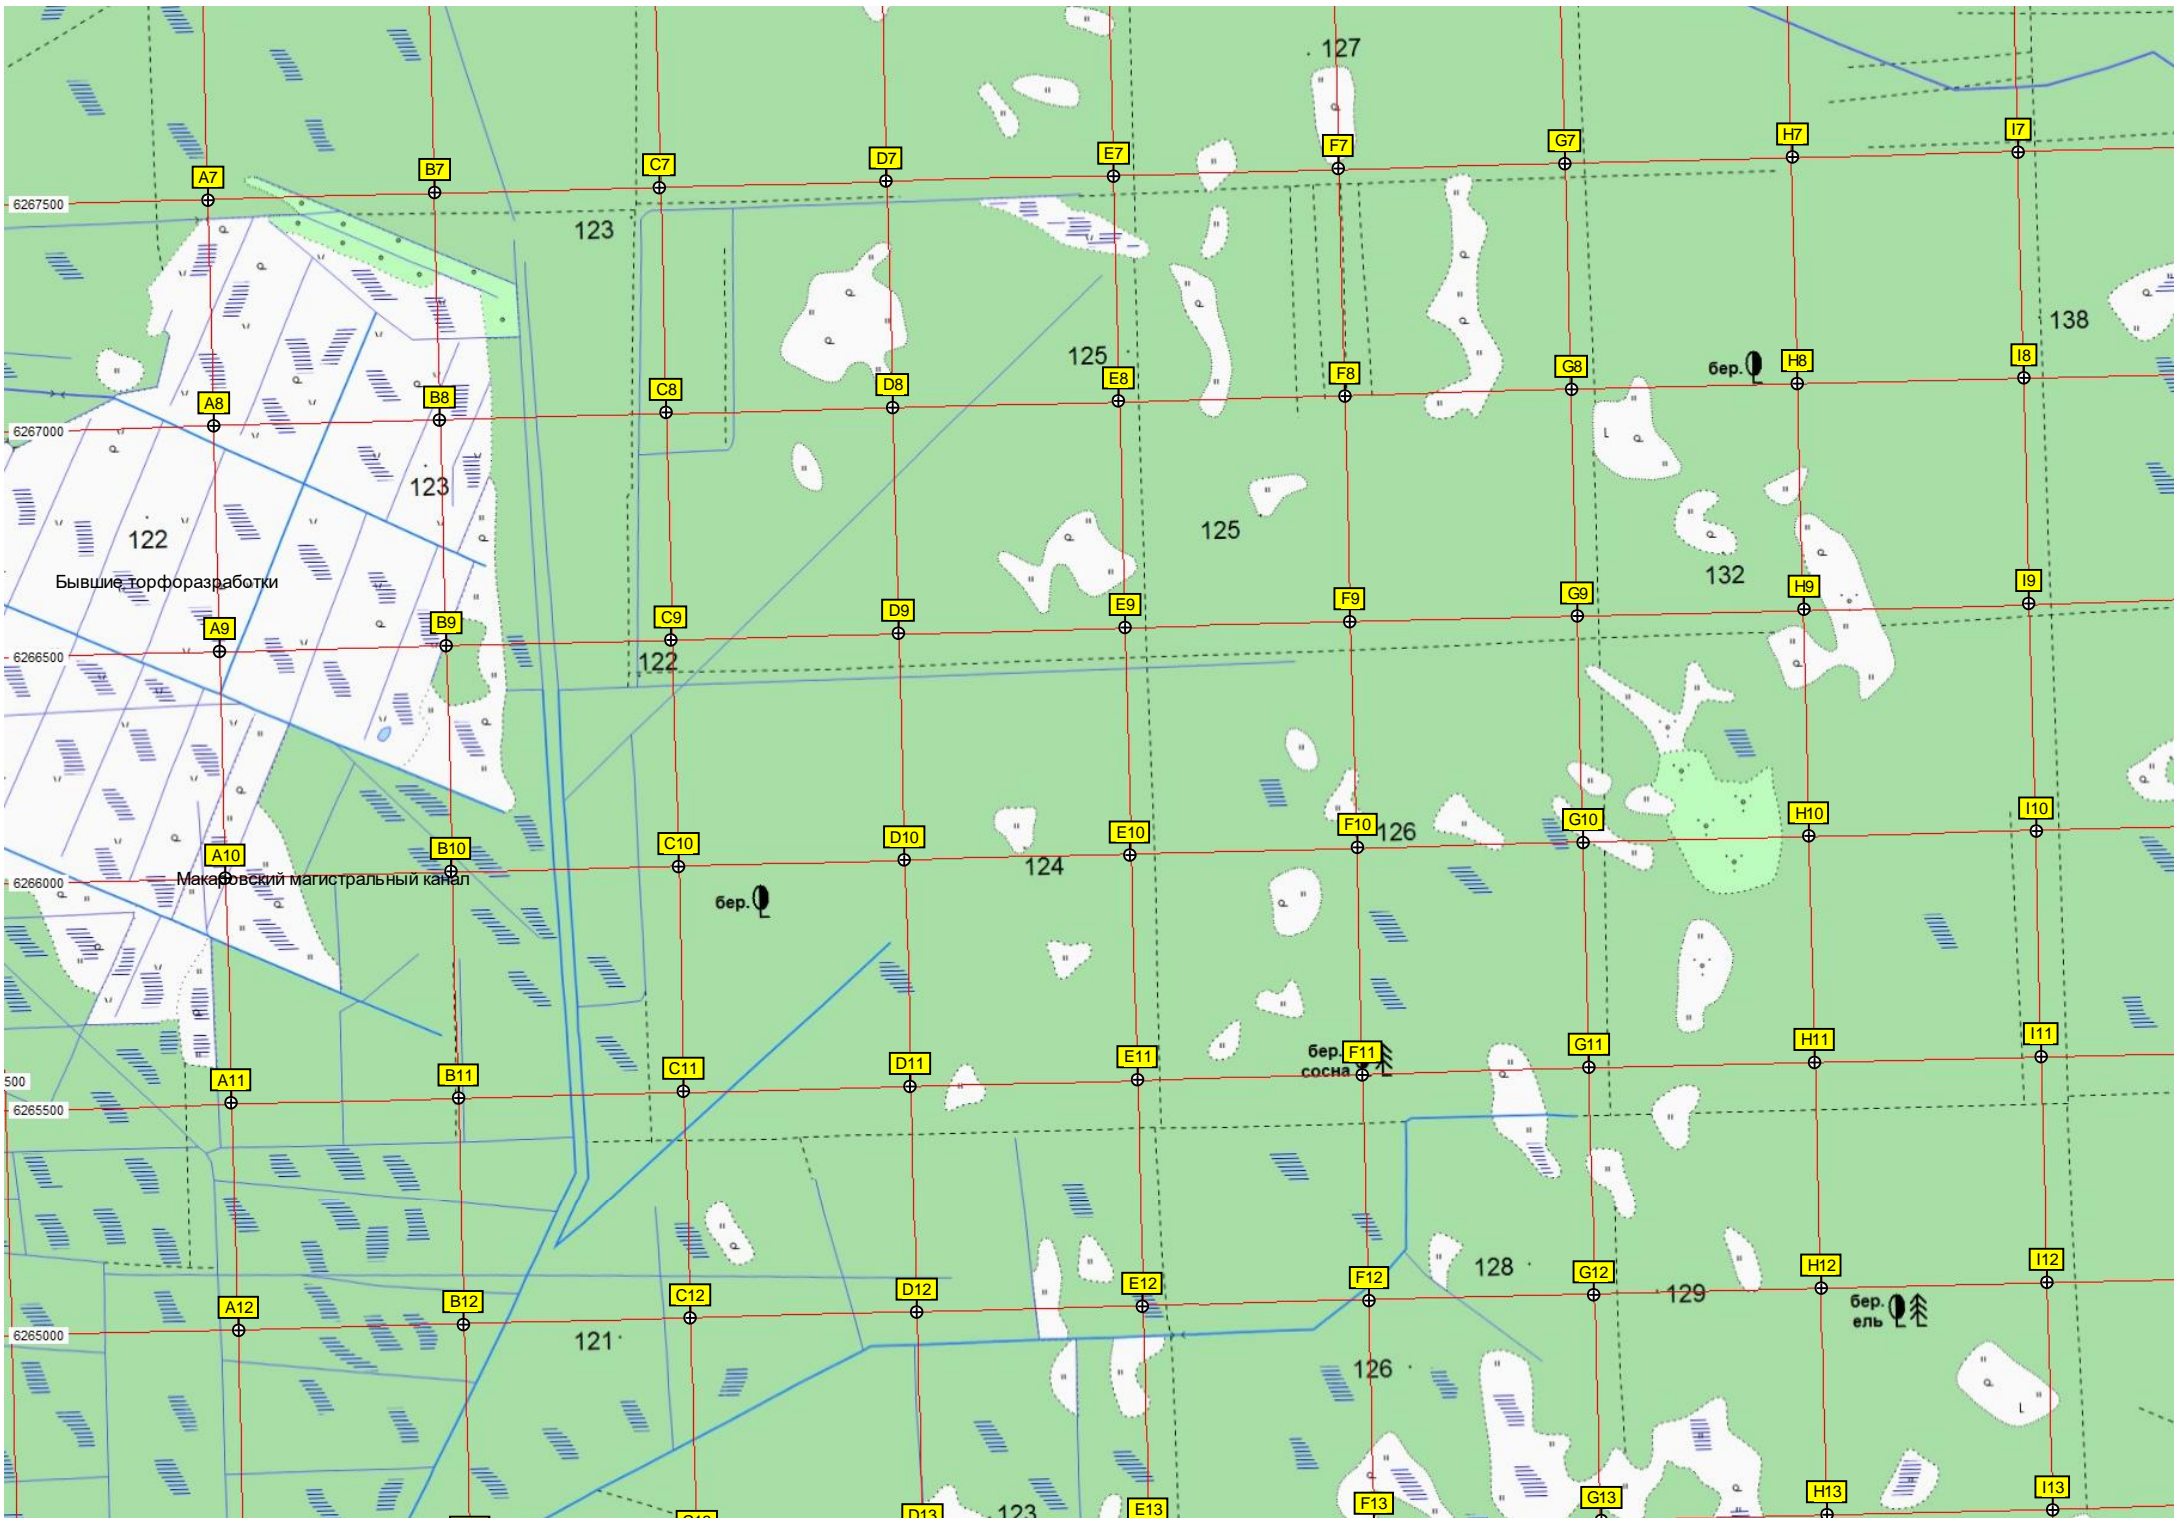 127
A7 B7 C7 D7 E7 F7 G7 H7 I7
6267500
123
138
125
бер.
A8 B8 C8 D8 E8 F8 G8 H8 I8
6267000
123
122
125
132
Бывшие торфоразработки
A9 B9 C9 D9 E9 F9 G9 H9 I9
6266500
122
A10 B10 C10 D10 E10 F10 G10 H10 I10
126
124
6266000
Макаровский магистральный канал
бер.
A11 B11 C11 D11 E11 F11 G11 H11 I11
бер.
сосна
500
6265500
128
129
A12 B12 C12 D12 E12 F12 G12 H12 I12
бер.
ель
6265000
121
126
123
D13 E13 F13 G13 H13 I13